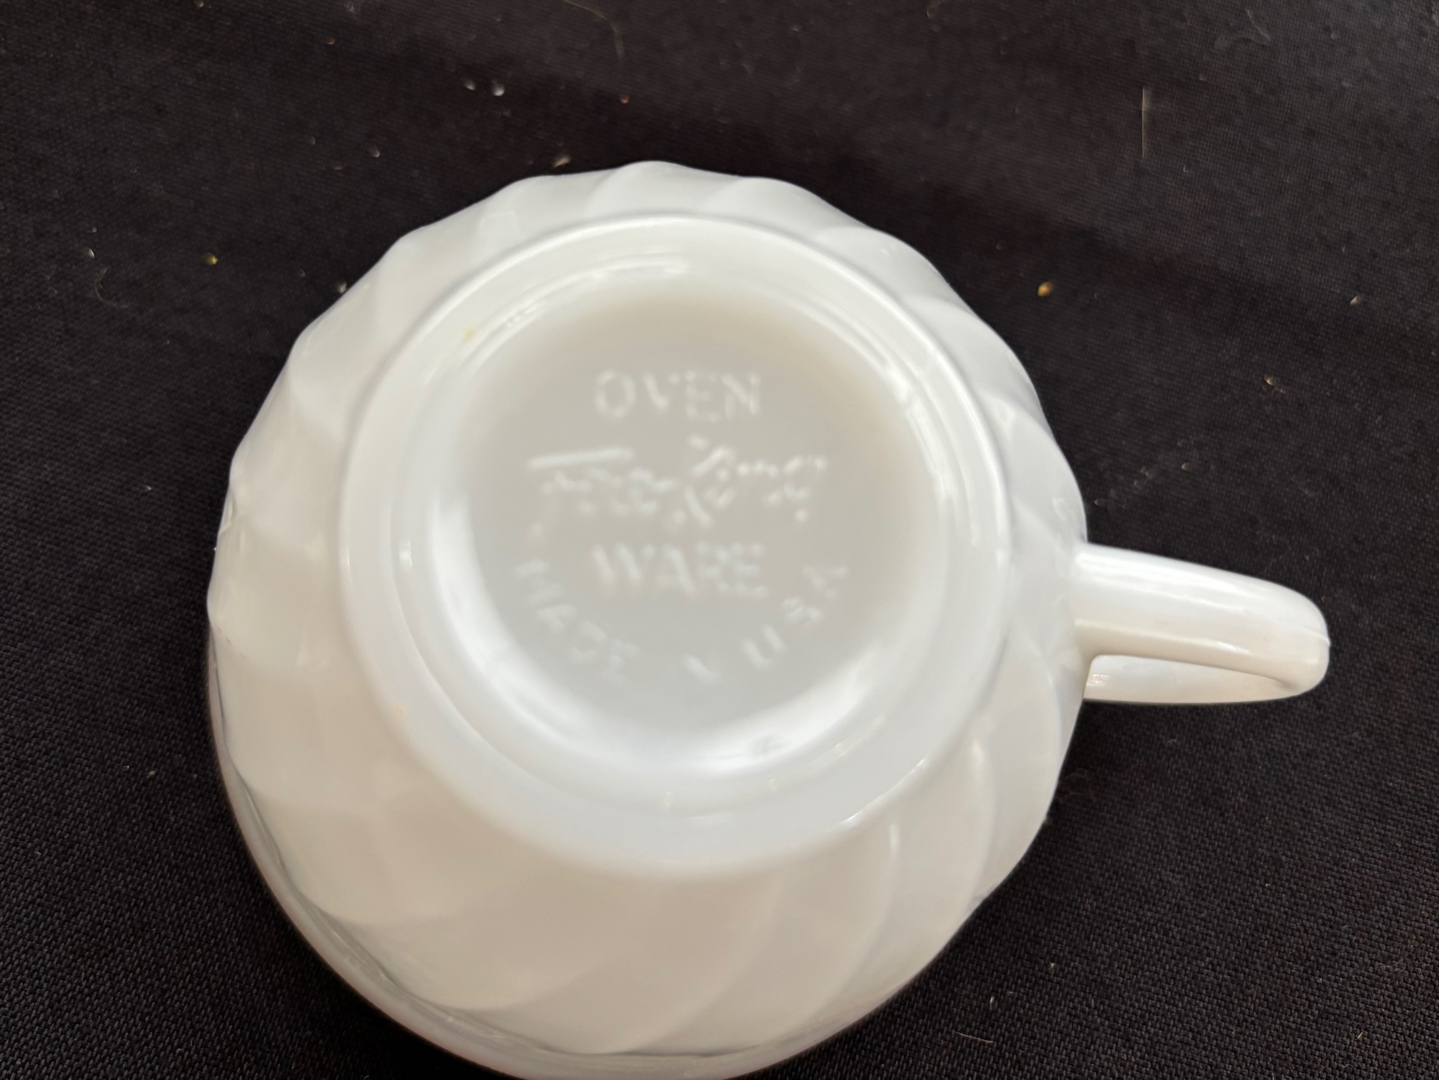 OVEN
Fire-King
WARE
MADE IN U.S.A.